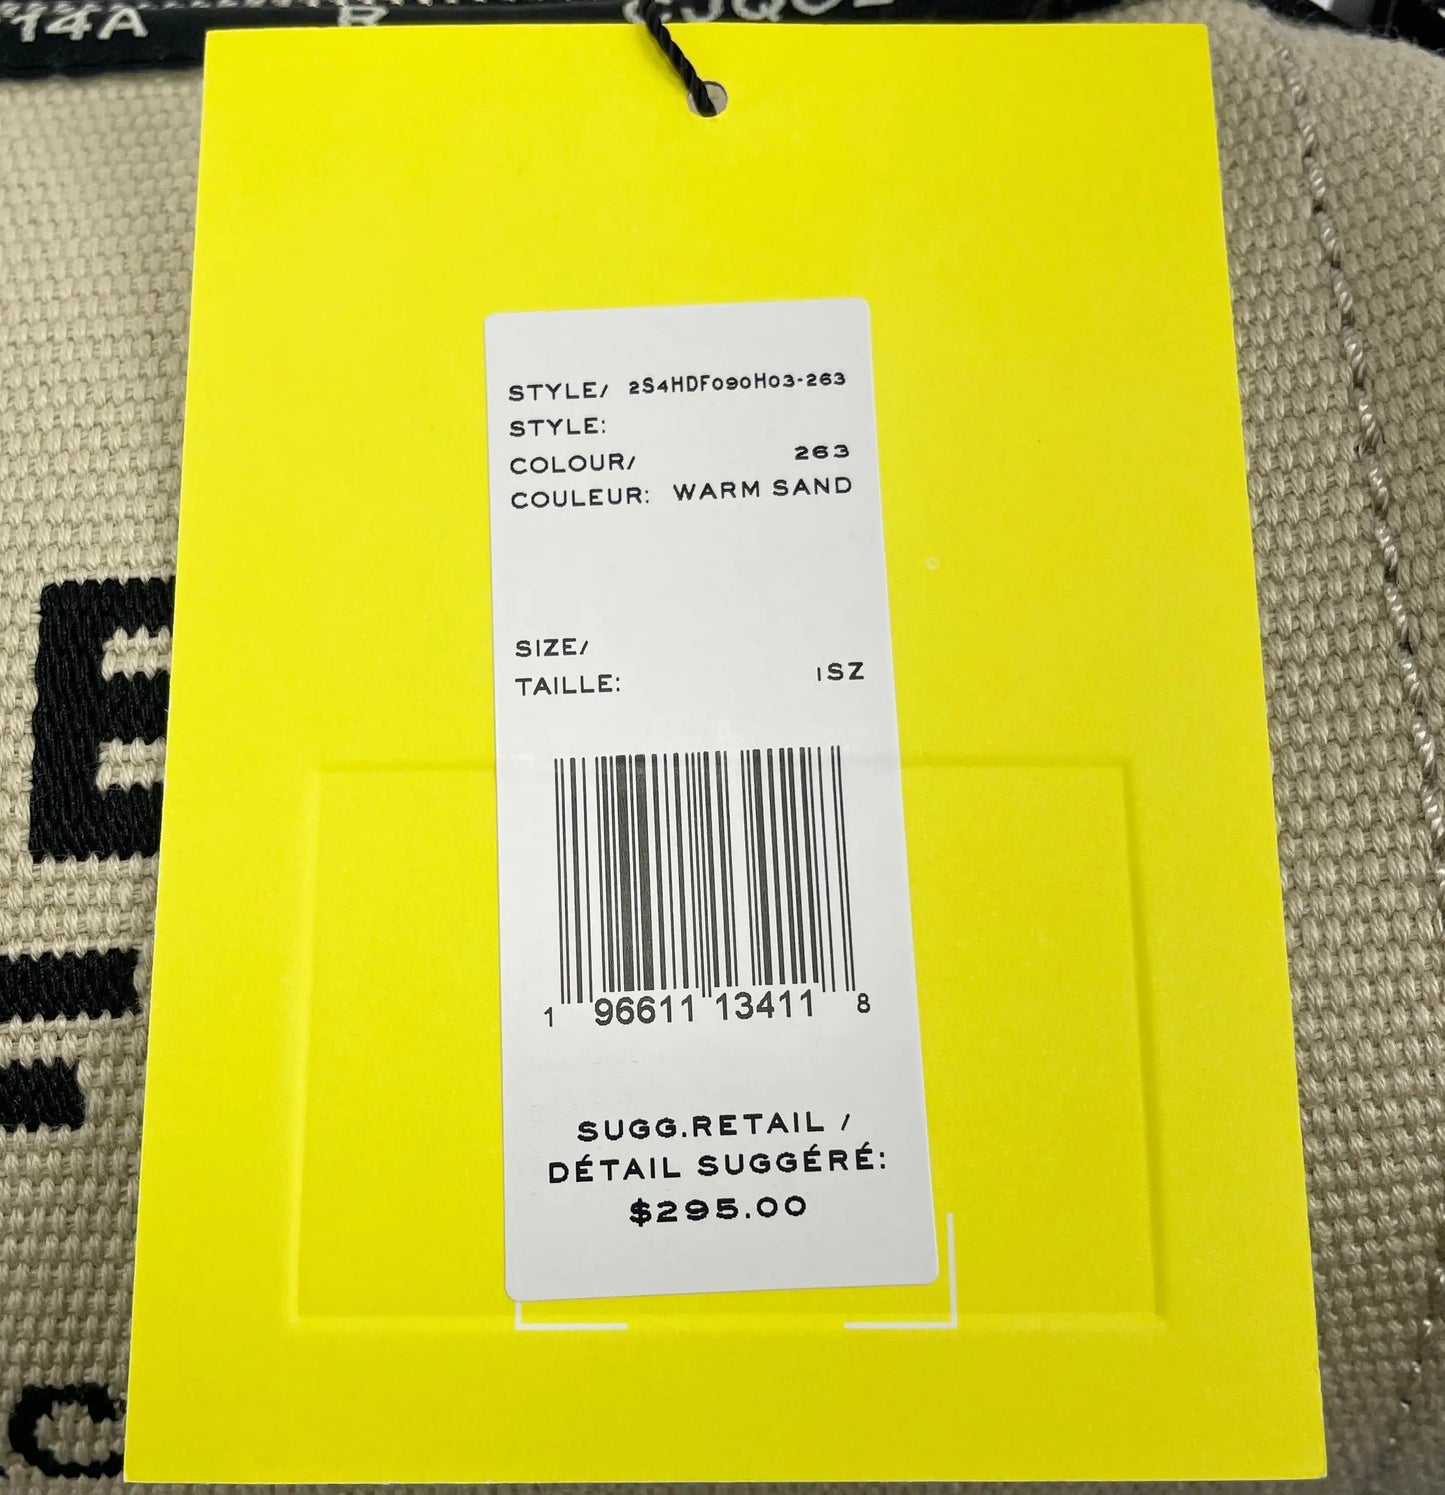 14A
STYLE/ 2S4HDF090H03-263
STYLE:
COLOUR/ 263
COULEUR: WARM SAND
SIZE/
TAILLE: 1SZ
1 96611 13411 8
SUGG.RETAIL /
DÉTAIL SUGGÉRÉ:
$295.00